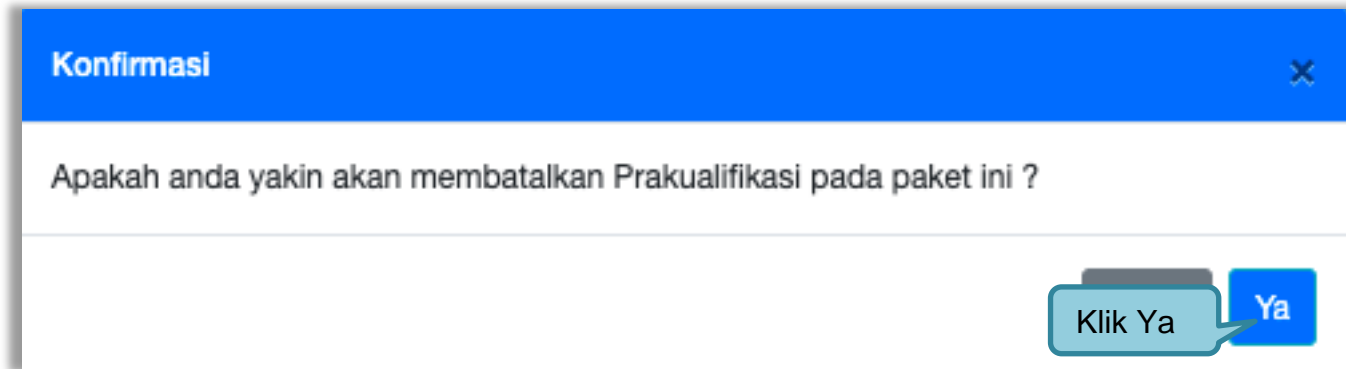 Konfirmasi
×
Apakah anda yakin akan membatalkan Prakualifikasi pada paket ini ?
Klik Ya
Ya